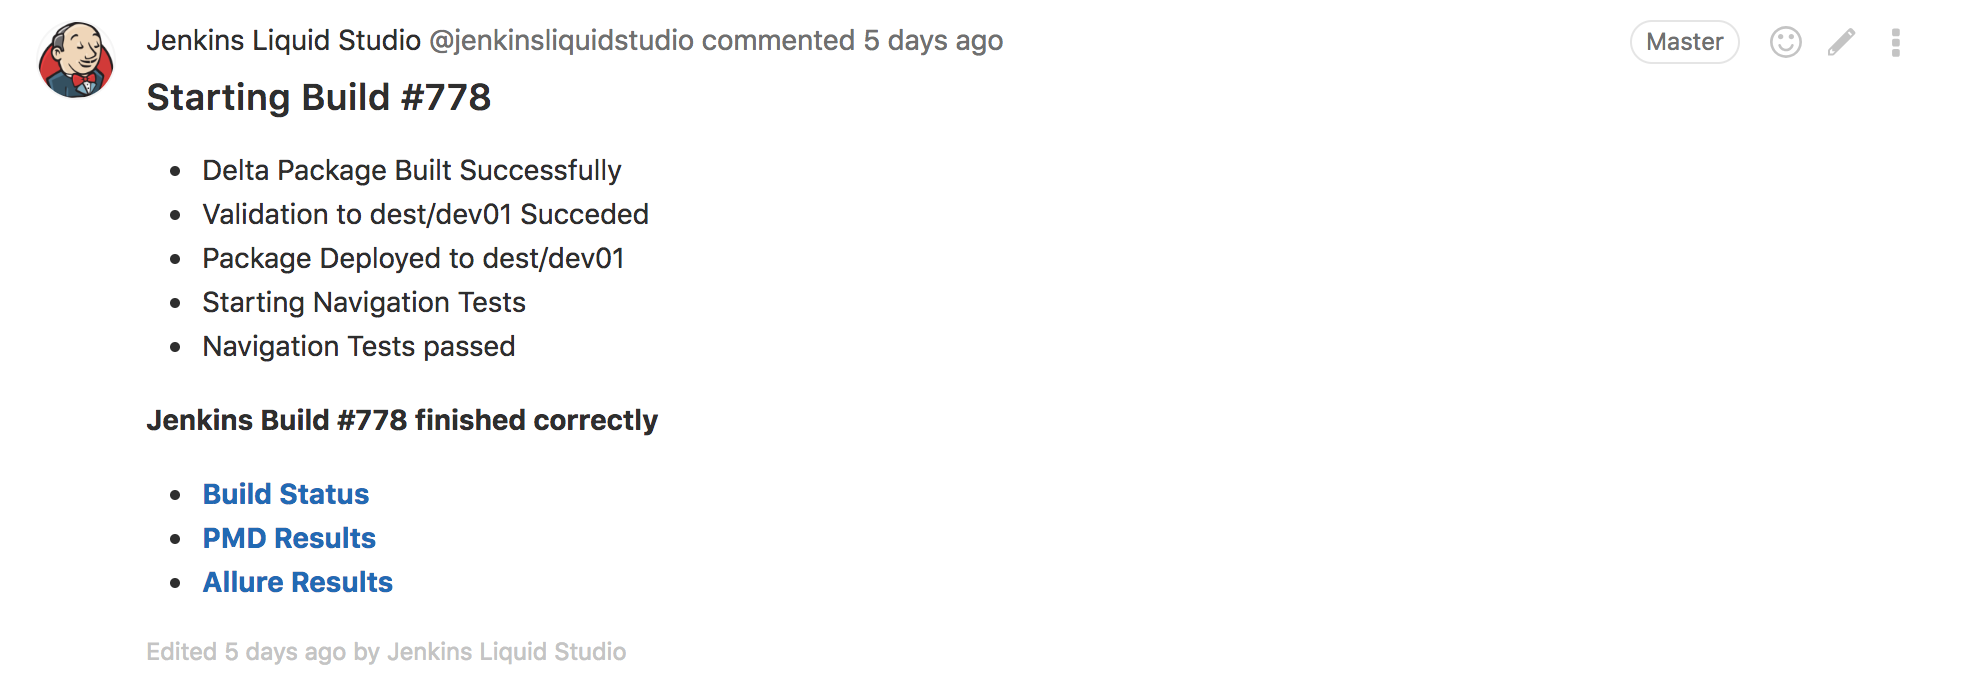 Jenkins Liquid Studio @jenkinsliquidstudio commented 5 days ago Master
Starting Build #778
Delta Package Built Successfully
Validation to dest/dev01 Succeded
Package Deployed to dest/dev01
Starting Navigation Tests
Navigation Tests passed
Jenkins Build #778 finished correctly
Build Status
PMD Results
Allure Results
Edited 5 days ago by Jenkins Liquid Studio